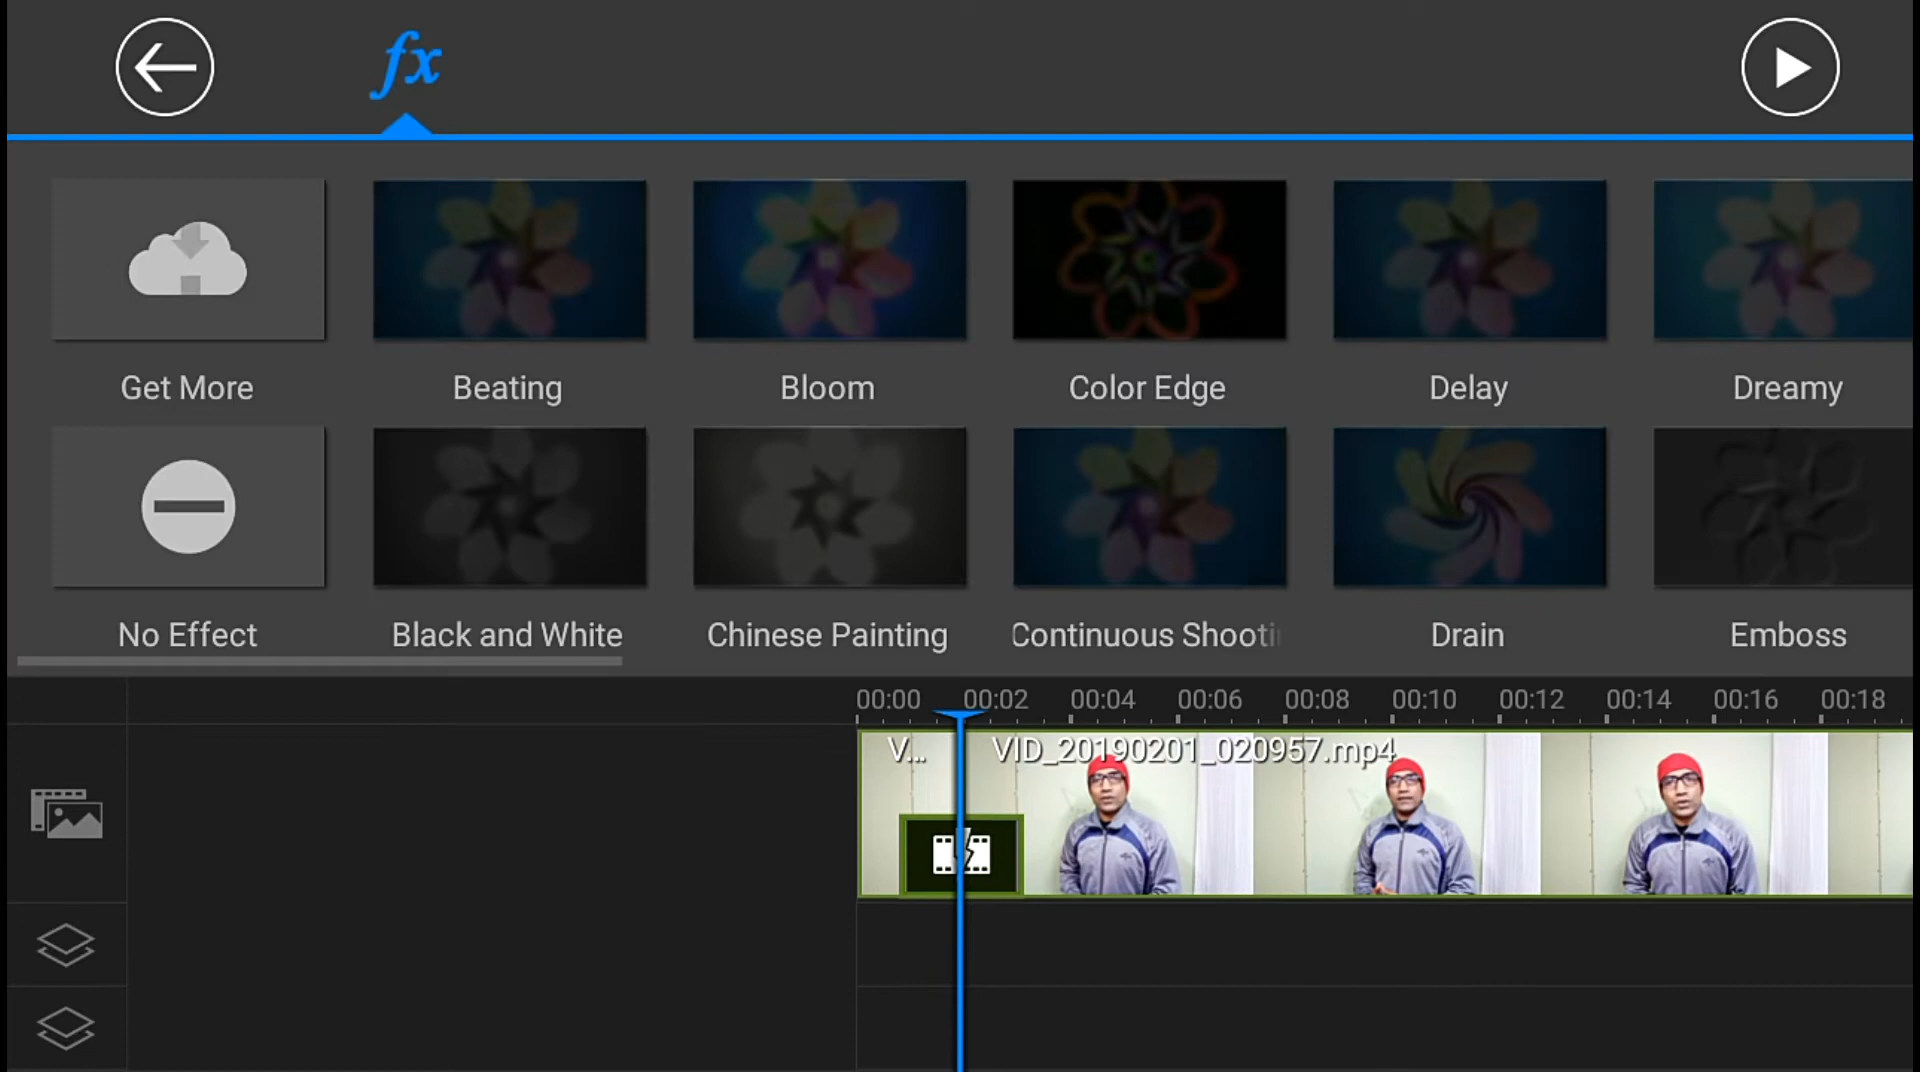 fx
Get More
Beating
Bloom
Color Edge
Delay
Dreamy
No Effect
Black and White
Chinese Painting
Continuous Shooti
Drain
Emboss
00:00 00:02 00:04 00:06 00:08 00:10 00:12 00:14 00:16 00:18
V...
VID_20190201_020957.mp4